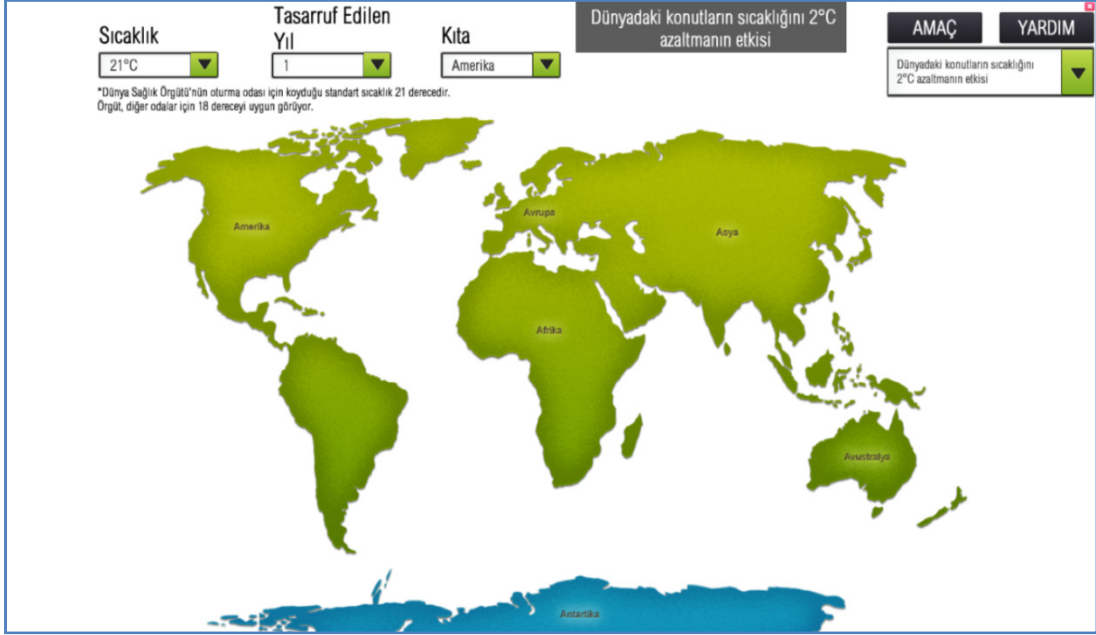 Sıcaklık
21°C
Tasarruf Edilen
Yıl
1
Kıta
Amerika
Dünyadaki konutların sıcaklığını 2°C
azaltmanın etkisi
AMAÇ
YARDIM
Dünyadaki konutların sıcaklığını
2°C azaltmanın etkisi
*Dünya Sağlık Örgütü'nün oturma odası için koyduğu standart sıcaklık 21 derecedir.
Örgüt, diğer odalar için 18 dereceyi uygun görüyor.
Amerika
Avrupa
Asya
Afrika
Avustralya
Antartika